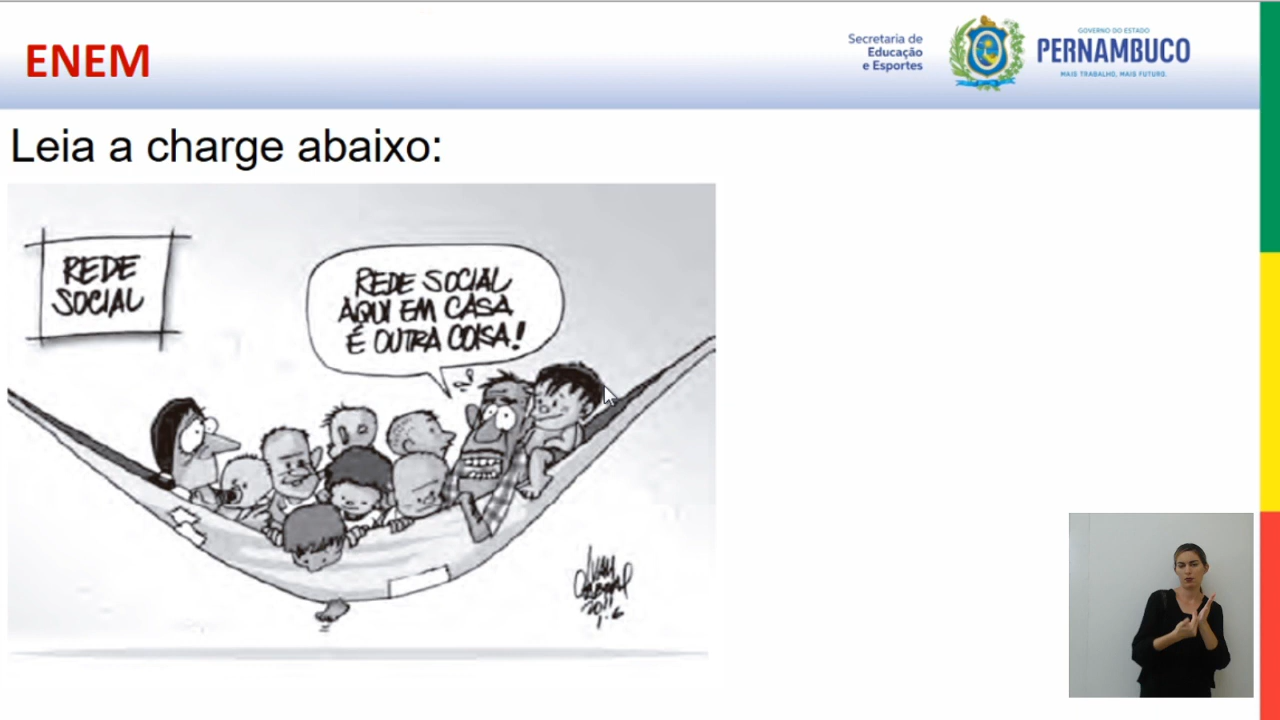 ENEM
Secretaria de
Educação
e Esportes
GOVERNO DO ESTADO
PERNAMBUCO
MAIS TRABALHO, MAIS FUTURO.
Leia a charge abaixo:
REDE
SOCIAL
REDE SOCIAL
AQUI EM CASA
É OUTRA COISA!
2011